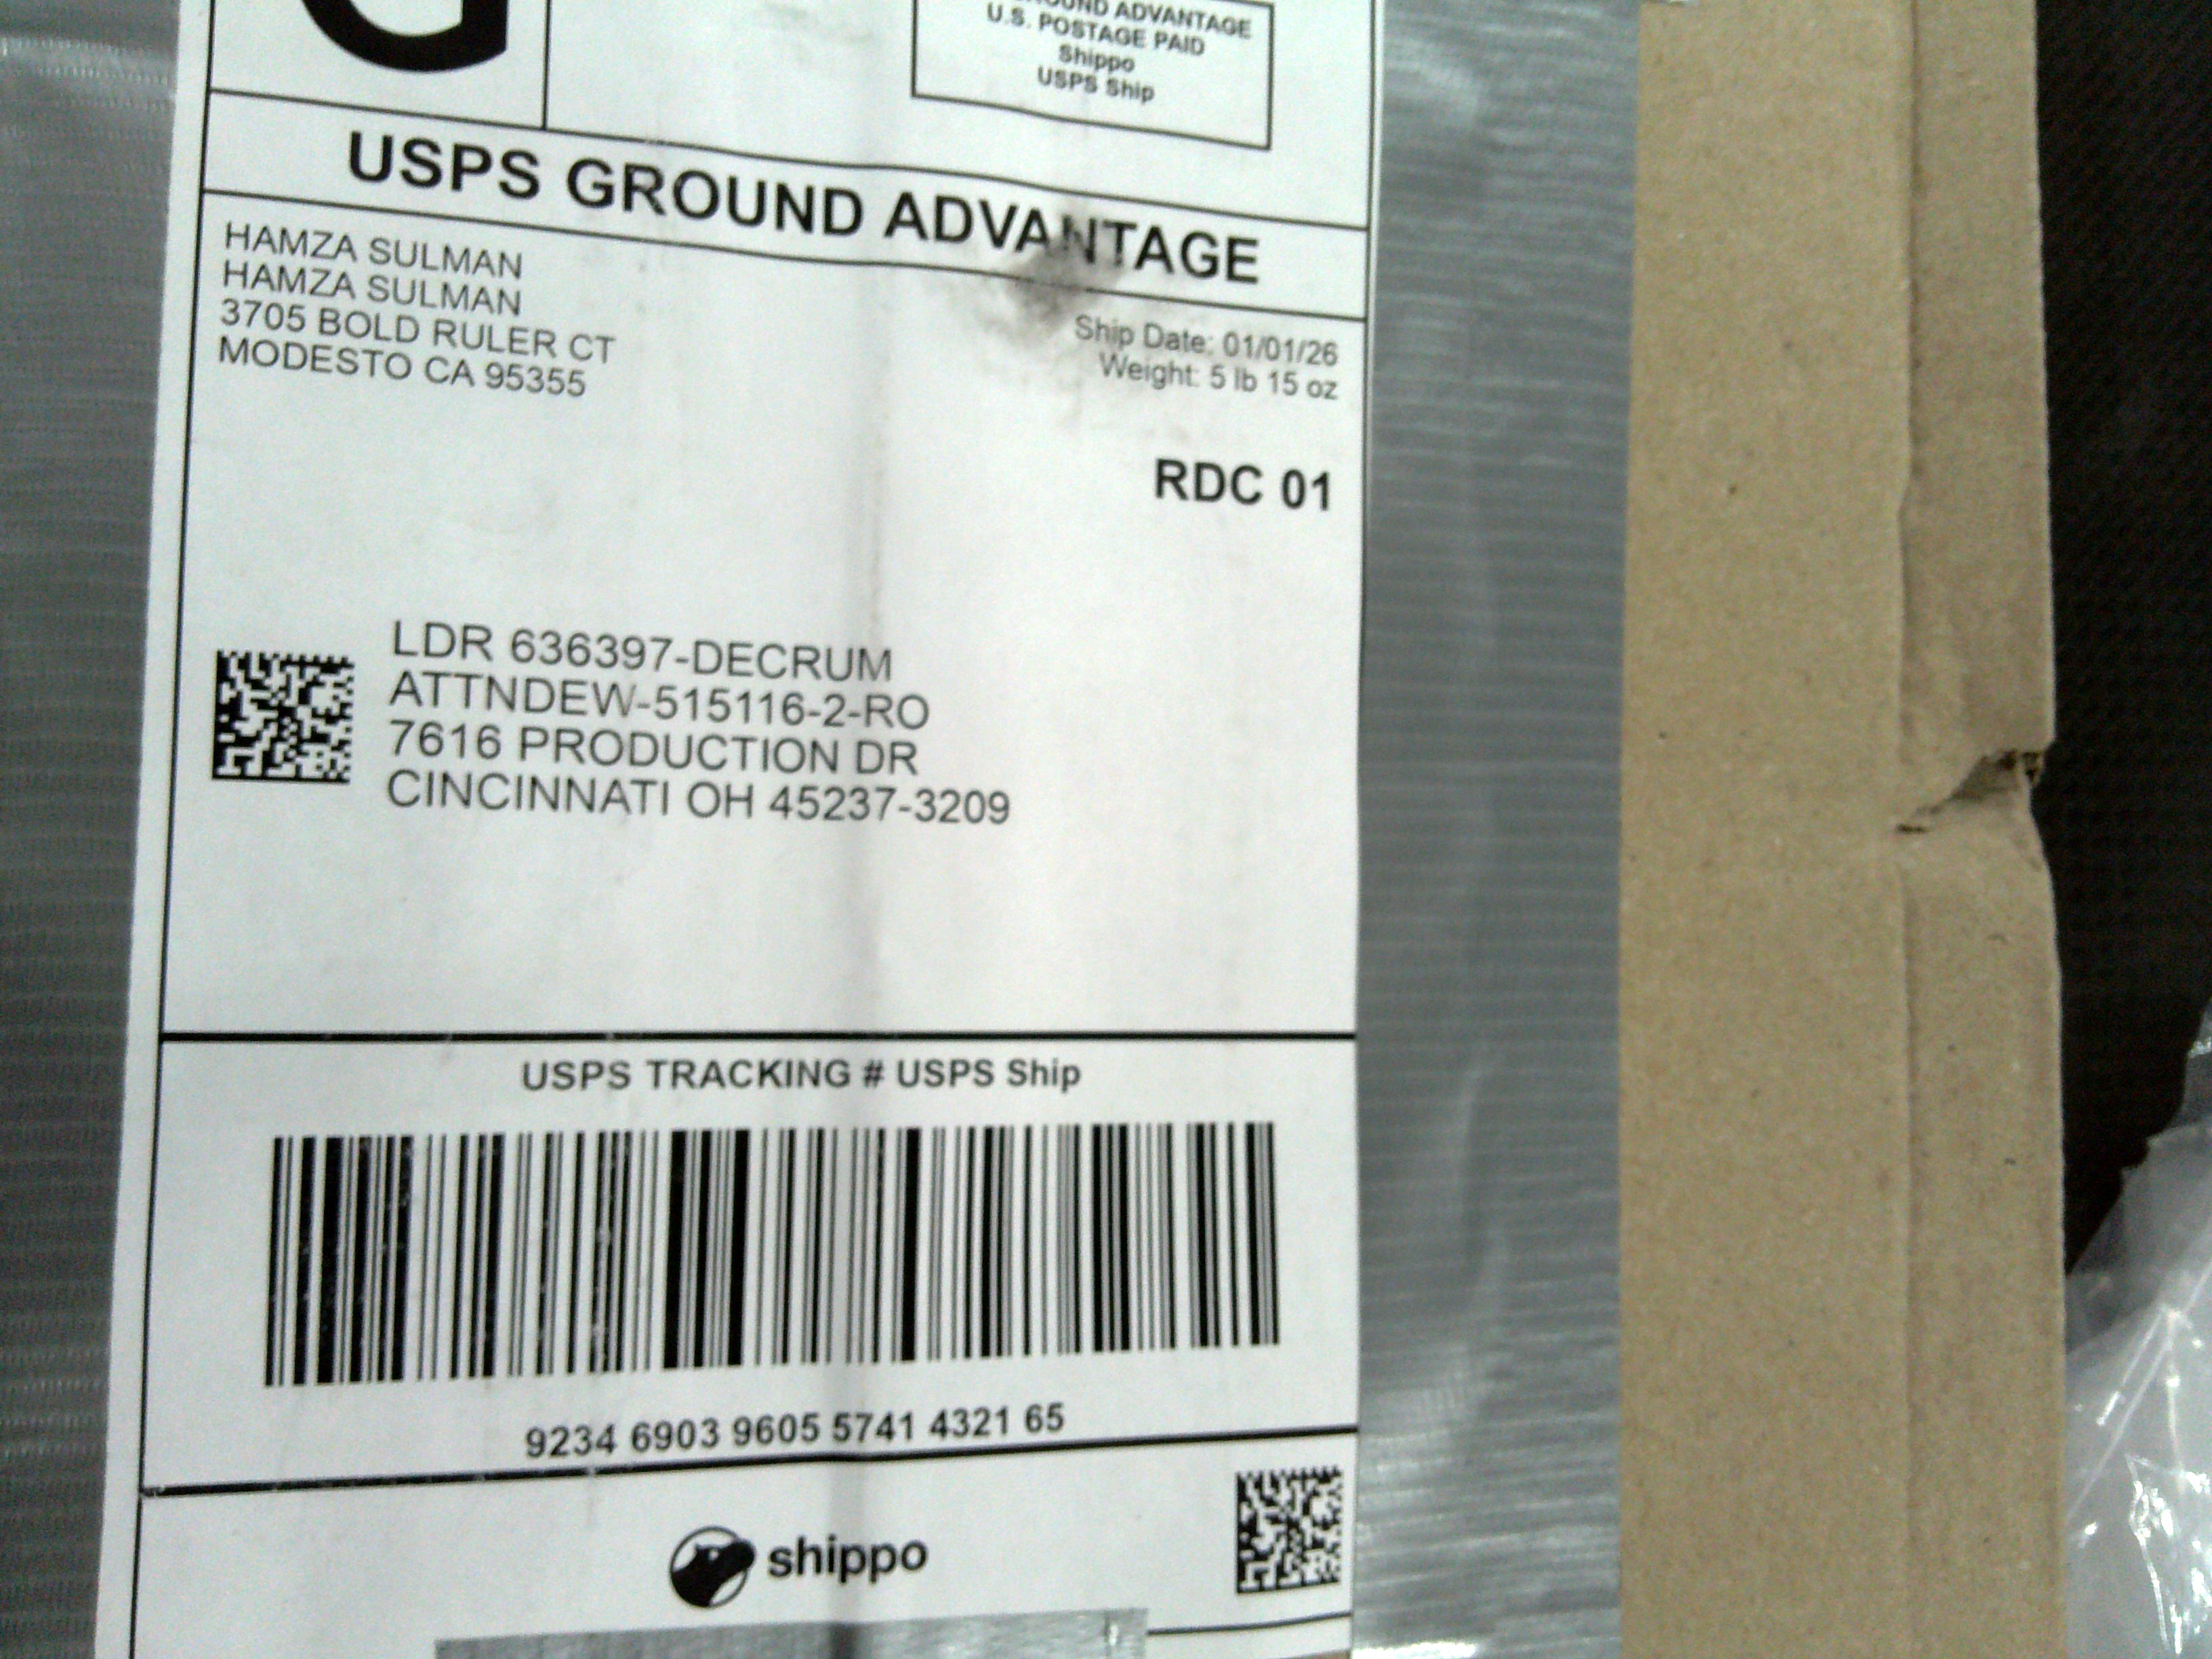 G
GROUND ADVANTAGE
U.S. POSTAGE PAID
Shippo
USPS Ship
USPS GROUND ADVANTAGE
HAMZA SULMAN
HAMZA SULMAN
3705 BOLD RULER CT
MODESTO CA 95355
Ship Date: 01/01/26
Weight: 5 lb 15 oz
RDC 01
LDR 636397-DECRUM
ATTNDEW-515116-2-RO
7616 PRODUCTION DR
CINCINNATI OH 45237-3209
USPS TRACKING # USPS Ship
9234 6903 9605 5741 4321 65
shippo